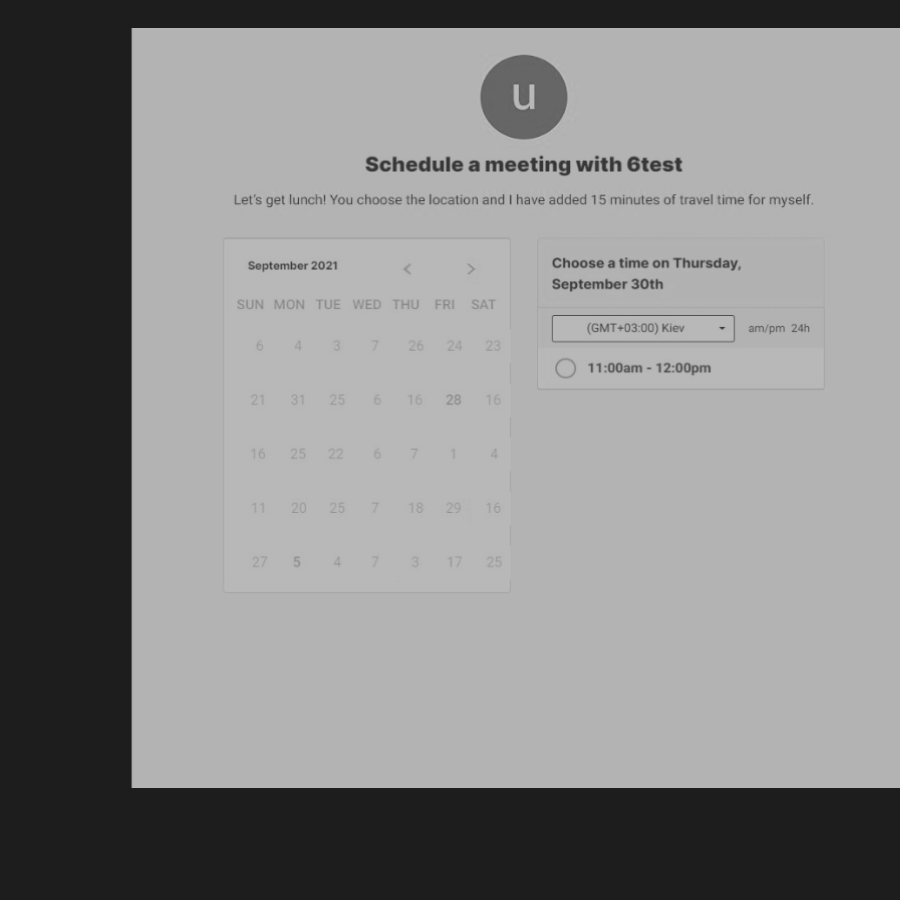 u
Schedule a meeting with 6test
Let's get lunch! You choose the location and I have added 15 minutes of travel time for myself.
September 2021
SUN MON TUE WED THU FRI SAT
6 4 3 7 26 24 23
21 31 25 6 16 28 16
16 25 22 6 7 1 4
11 20 25 7 18 29 16
27 5 4 7 3 17 25
Choose a time on Thursday,
September 30th
(GMT+03:00) Kiev am/pm 24h
11:00am - 12:00pm